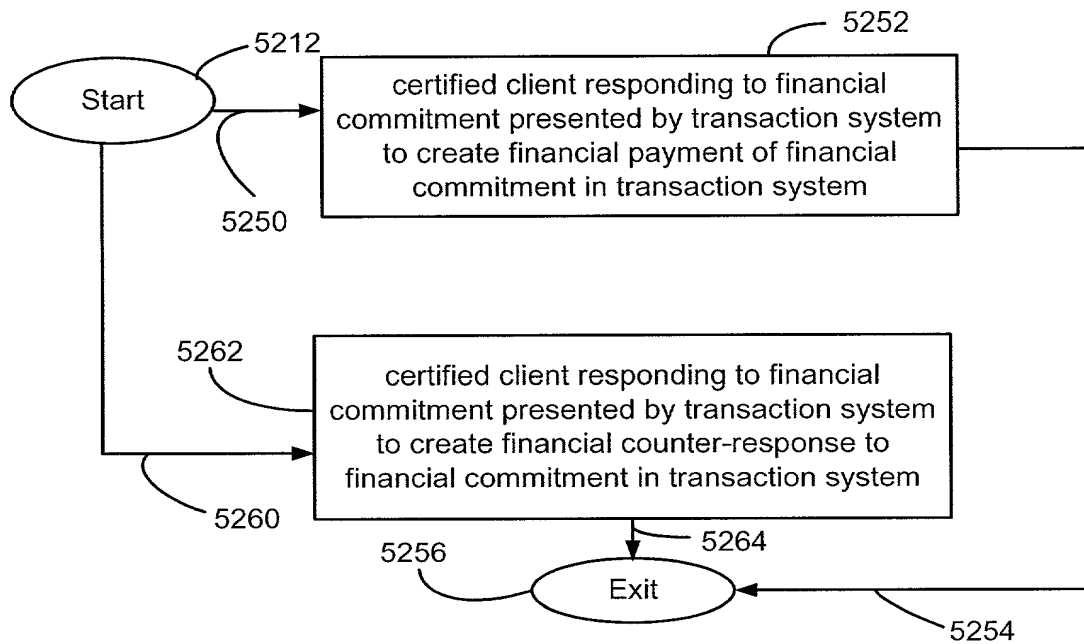 5212
5252
Start
certified client responding to financial
commitment presented by transaction system
to create financial payment of financial
commitment in transaction system
5250
5262
certified client responding to financial
commitment presented by transaction system
to create financial counter-response to
financial commitment in transaction system
5260
5264
5256
Exit
5254